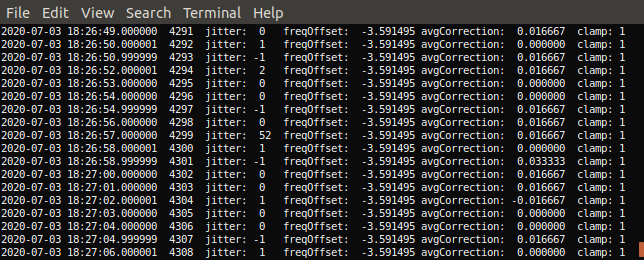 File Edit View Search Terminal Help
2020-07-03 18:26:49.000000 4291 jitter: 0 freqOffset: -3.591495 avgCorrection: 0.016667 clamp: 1
2020-07-03 18:26:50.000001 4292 jitter: 1 freqOffset: -3.591495 avgCorrection: 0.000000 clamp: 1
2020-07-03 18:26:50.999999 4293 jitter: -1 freqOffset: -3.591495 avgCorrection: 0.016667 clamp: 1
2020-07-03 18:26:52.000001 4294 jitter: 2 freqOffset: -3.591495 avgCorrection: 0.016667 clamp: 1
2020-07-03 18:26:53.000000 4295 jitter: 0 freqOffset: -3.591495 avgCorrection: 0.000000 clamp: 1
2020-07-03 18:26:54.000000 4296 jitter: 0 freqOffset: -3.591495 avgCorrection: 0.000000 clamp: 1
2020-07-03 18:26:54.999999 4297 jitter: -1 freqOffset: -3.591495 avgCorrection: 0.016667 clamp: 1
2020-07-03 18:26:56.000000 4298 jitter: 0 freqOffset: -3.591495 avgCorrection: 0.016667 clamp: 1
2020-07-03 18:26:57.000000 4299 jitter: 52 freqOffset: -3.591495 avgCorrection: 0.016667 clamp: 1
2020-07-03 18:26:58.000001 4300 jitter: 1 freqOffset: -3.591495 avgCorrection: 0.000000 clamp: 1
2020-07-03 18:26:58.999999 4301 jitter: -1 freqOffset: -3.591495 avgCorrection: 0.033333 clamp: 1
2020-07-03 18:27:00.000000 4302 jitter: 0 freqOffset: -3.591495 avgCorrection: 0.016667 clamp: 1
2020-07-03 18:27:01.000000 4303 jitter: 0 freqOffset: -3.591495 avgCorrection: 0.016667 clamp: 1
2020-07-03 18:27:02.000001 4304 jitter: 1 freqOffset: -3.591495 avgCorrection: -0.016667 clamp: 1
2020-07-03 18:27:03.000000 4305 jitter: 0 freqOffset: -3.591495 avgCorrection: 0.000000 clamp: 1
2020-07-03 18:27:04.000000 4306 jitter: 0 freqOffset: -3.591495 avgCorrection: 0.000000 clamp: 1
2020-07-03 18:27:04.999999 4307 jitter: -1 freqOffset: -3.591495 avgCorrection: 0.016667 clamp: 1
2020-07-03 18:27:06.000001 4308 jitter: 1 freqOffset: -3.591495 avgCorrection: 0.000000 clamp: 1